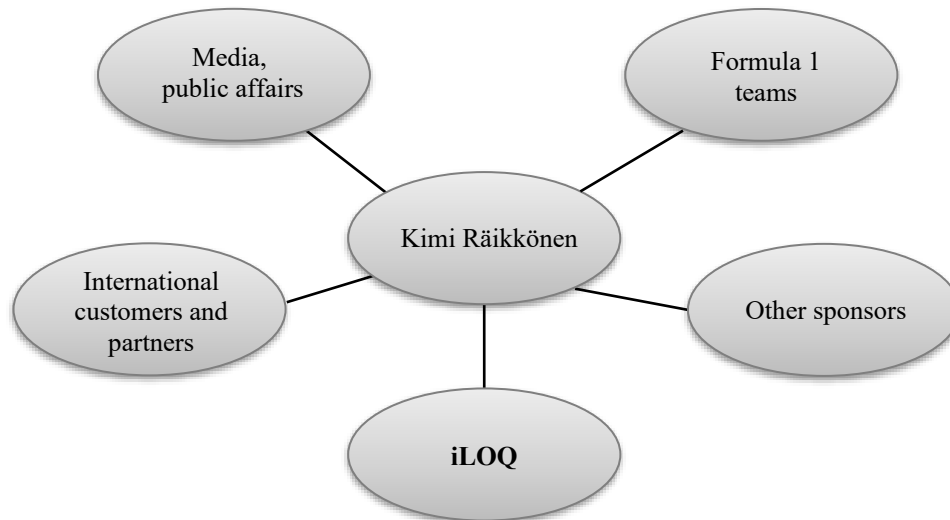 Media,
public affairs
Formula 1
teams
Kimi Räikkönen
International
customers and
partners
Other sponsors
iLOQ